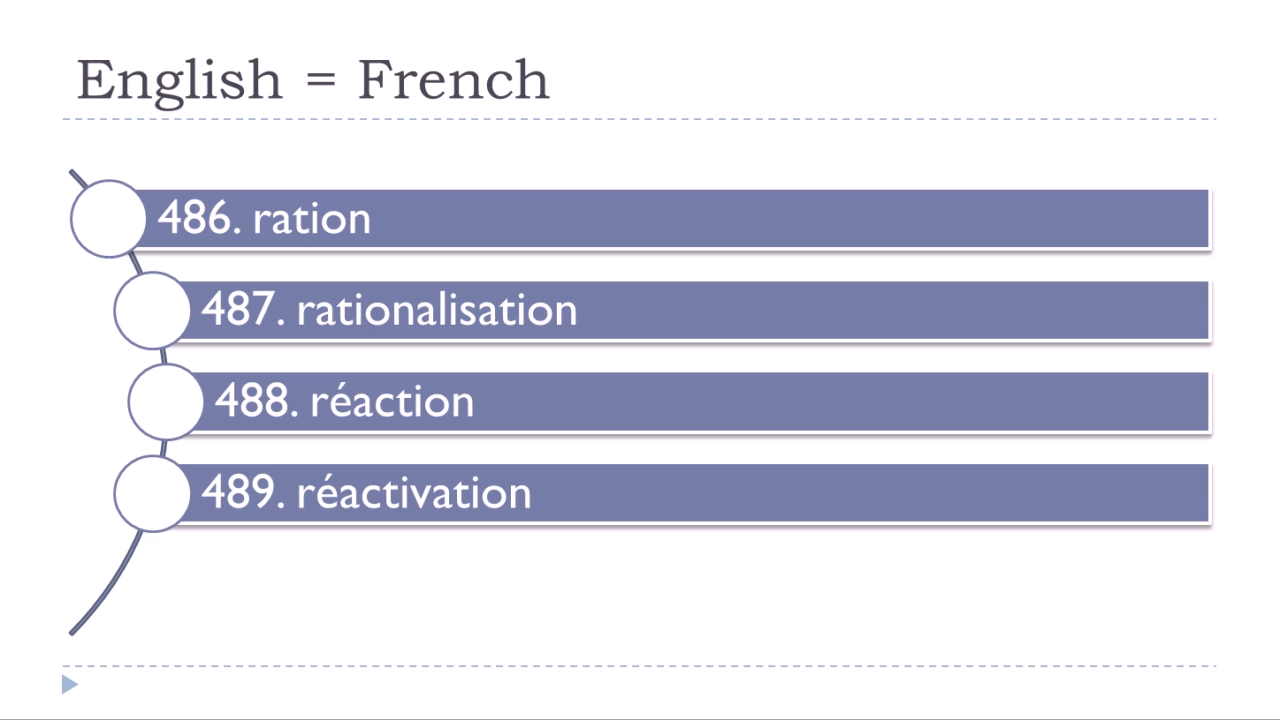 English = French
486. ration
487. rationalisation
488. réaction
489. réactivation